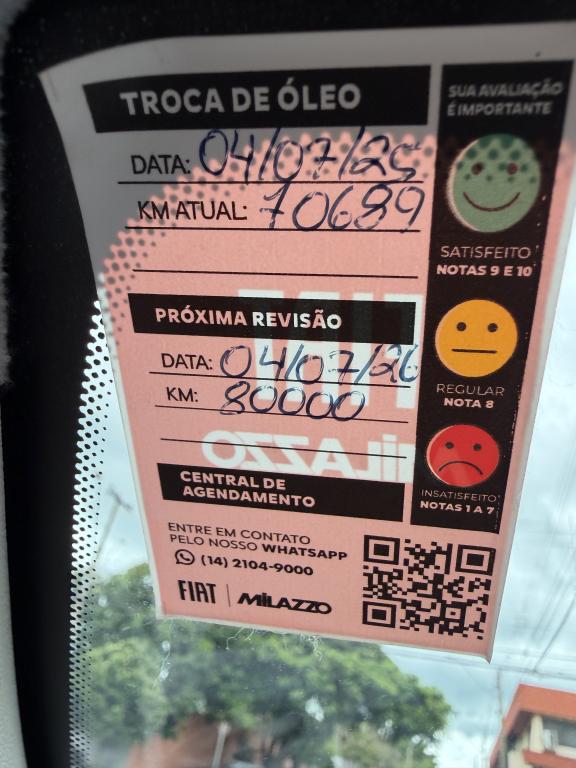 TROCA DE ÓLEO
DATA: 04/07/25
KM ATUAL: 70689
PRÓXIMA REVISÃO
DATA: 04/07/26
KM: 80000
MILAZZO
CENTRAL DE
AGENDAMENTO
ENTRE EM CONTATO
PELO NOSSO WHATSAPP
(14) 2104-9000
FIAT | MILAZZO
SUA AVALIAÇÃO
É IMPORTANTE
SATISFEITO
NOTAS 9 E 10
REGULAR
NOTA 8
INSATISFEITO
NOTAS 1 A 7